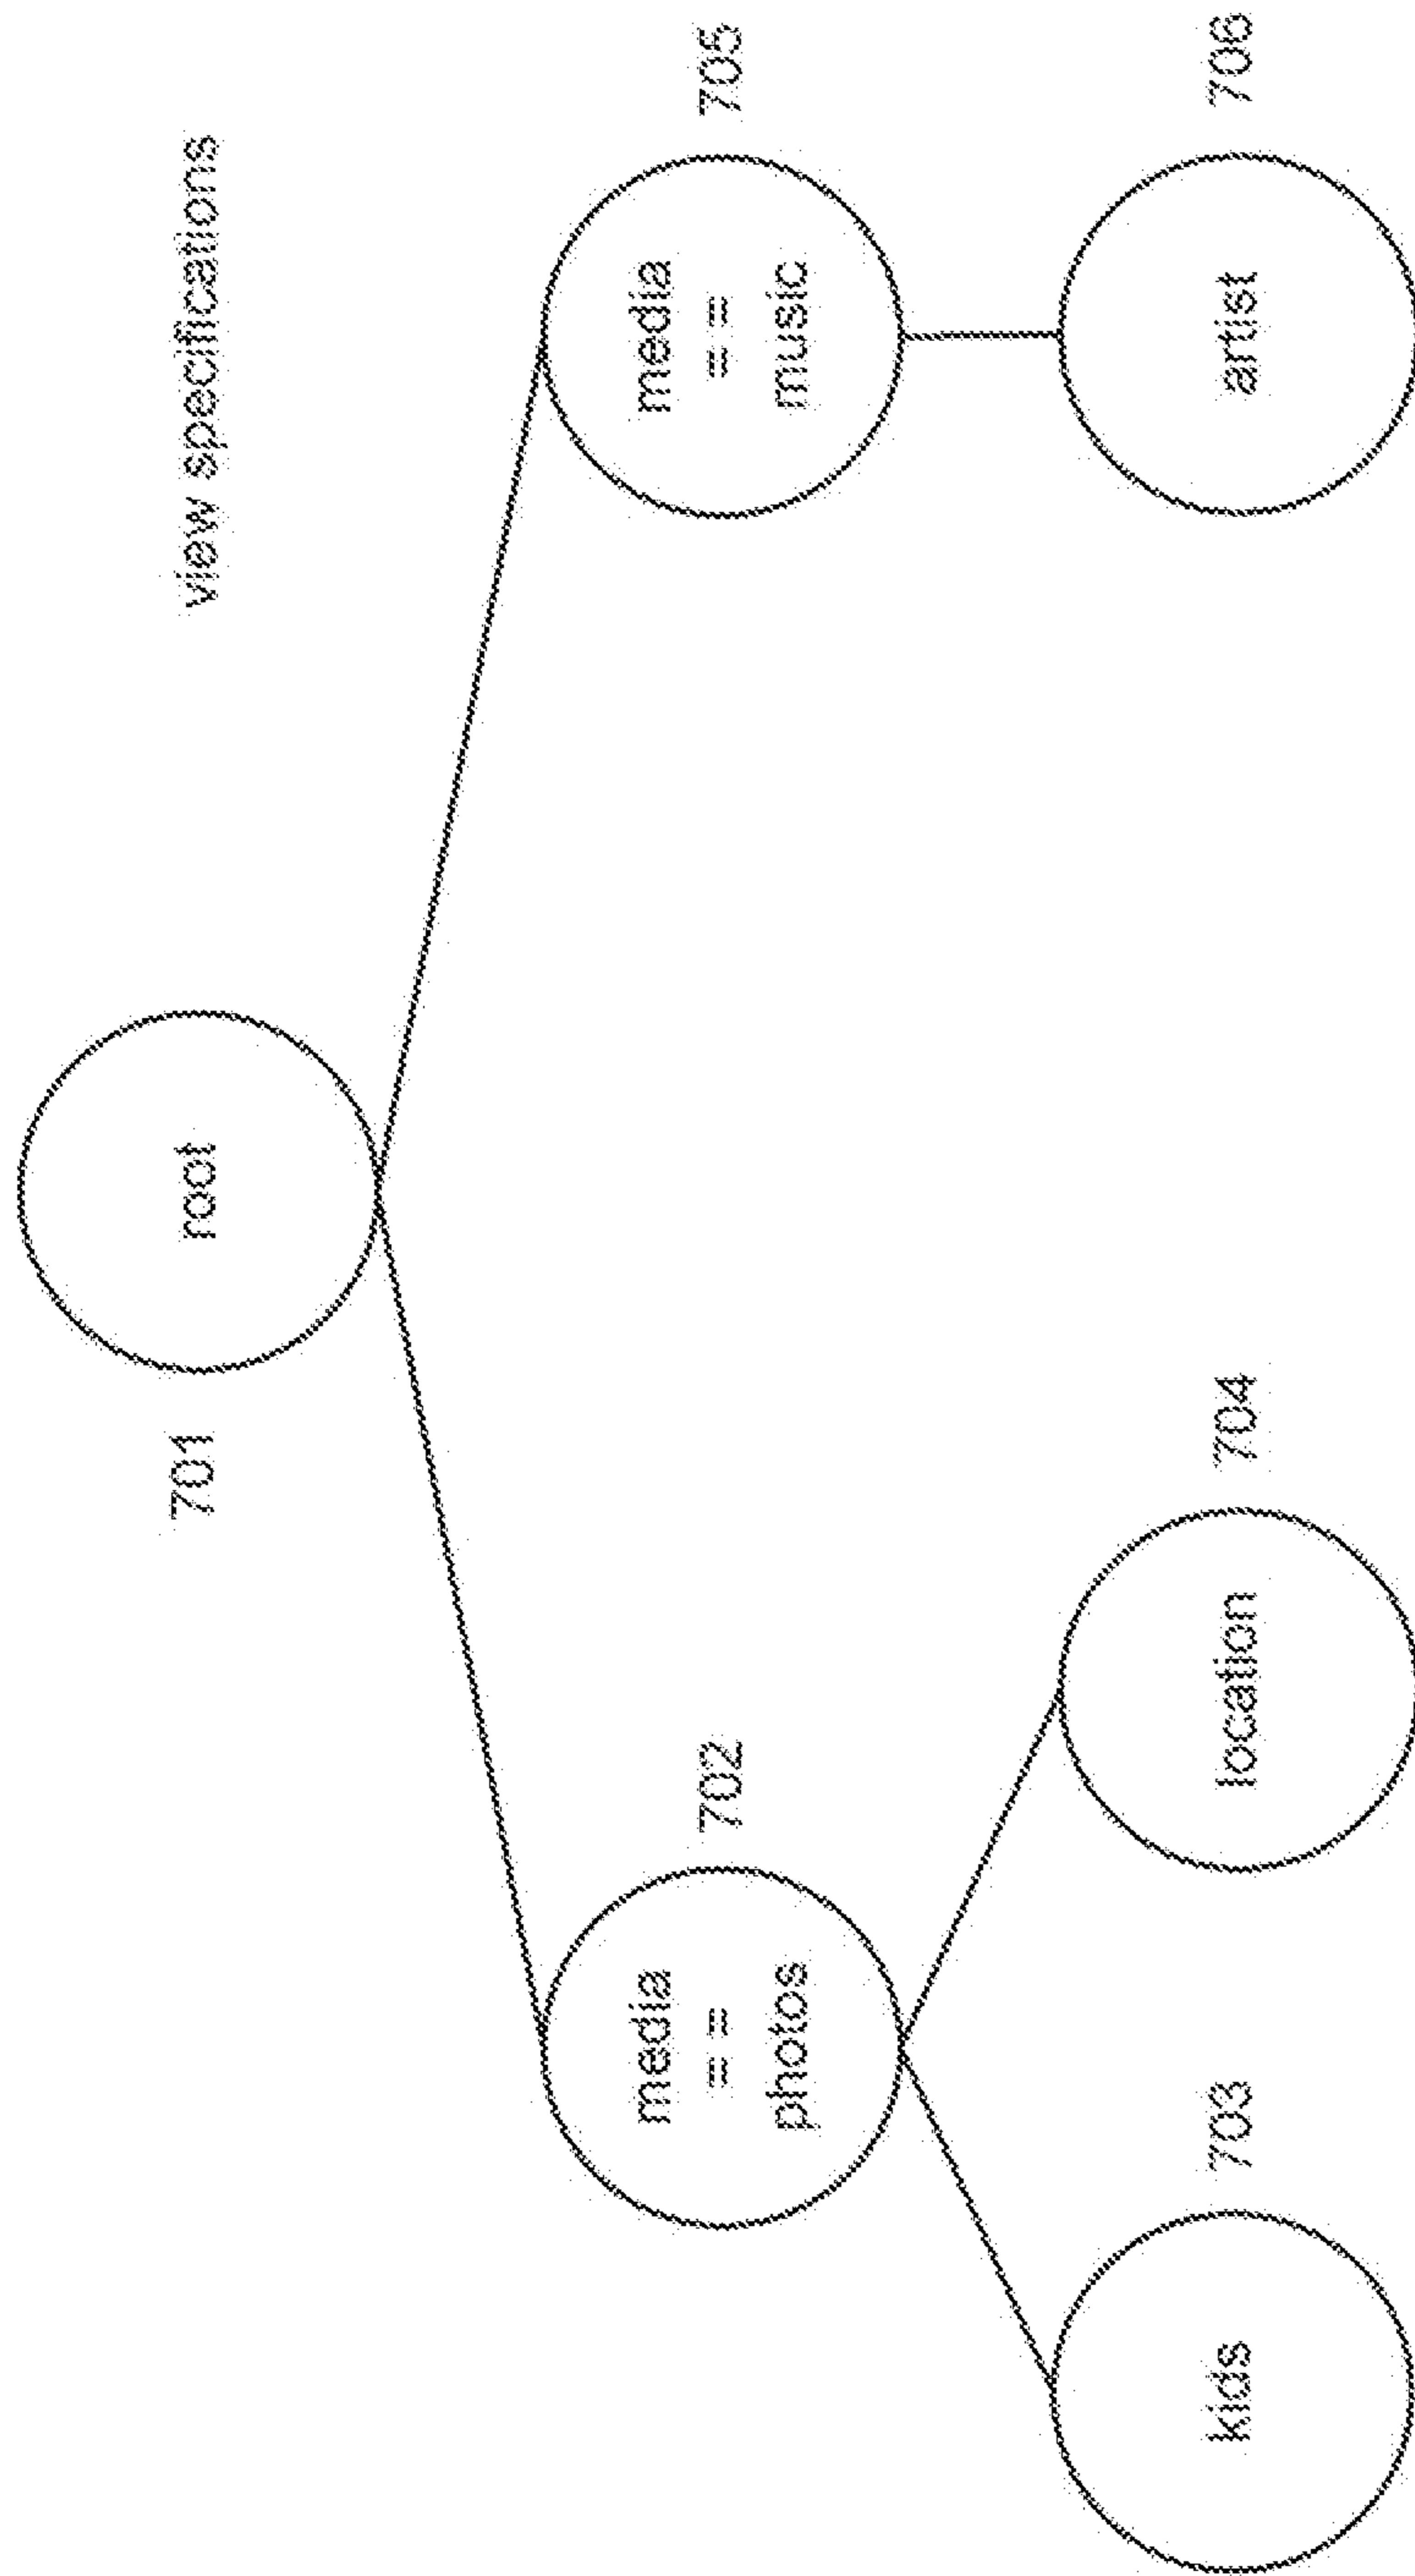 view specifications
701
root
media
= =
photos
702
media
= =
music
705
kids
703
location
704
artist
706